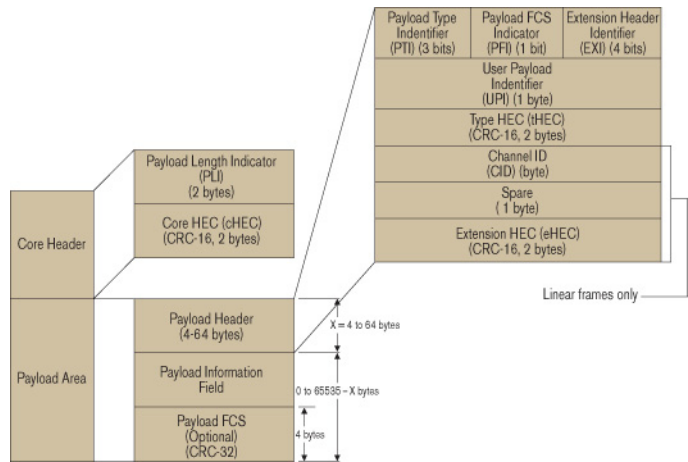 Payload Type
Indentifier
(PTI) (3 bits)
Payload FCS
Indicator
(PFI) (1 bit)
Extension Header
Identifier
(EXI) (4 bits)
User Payload
Indentifier
(UPI) (1 byte)
Type HEC (tHEC)
(CRC-16, 2 bytes)
Channel ID
(CID) (byte)
Spare
( 1 byte)
Extension HEC (eHEC)
(CRC-16, 2 bytes)
Linear frames only
Payload Length Indicator
(PLI)
(2 bytes)
Core HEC (cHEC)
(CRC-16, 2 bytes)
Core Header
Payload Area
Payload Header
(4-64 bytes)
X = 4 to 64 bytes
Payload Information
Field
0 to 65535 – X bytes
Payload FCS
(Optional)
(CRC-32)
4 bytes